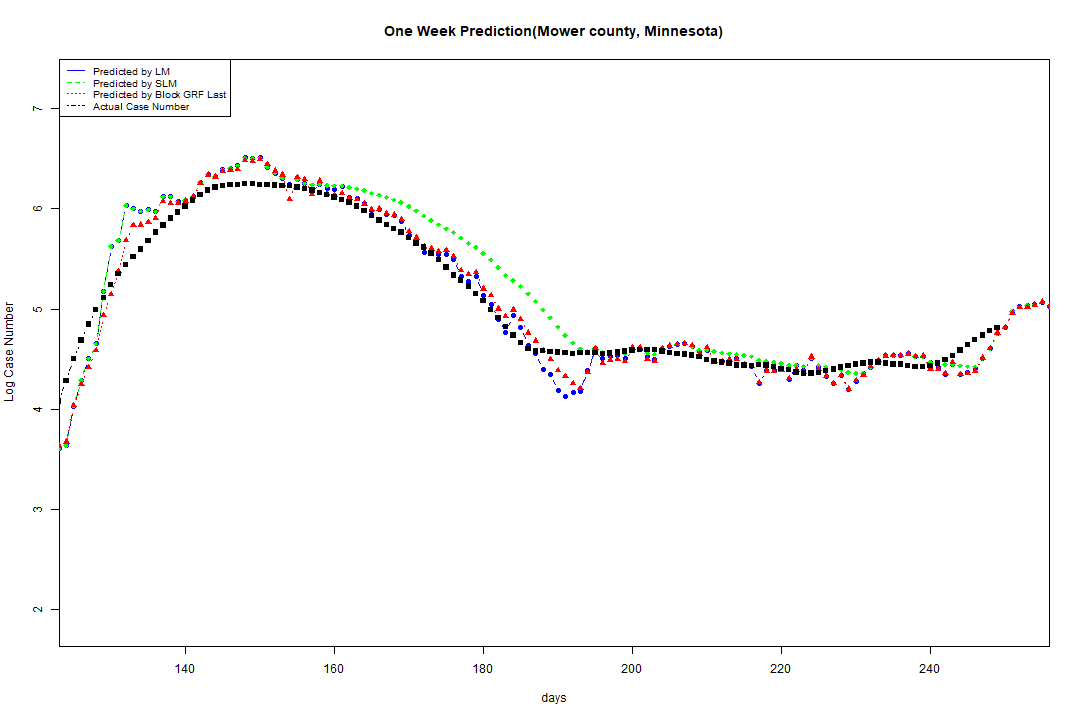 One Week Prediction(Mower county, Minnesota)
Predicted by LM
Predicted by SLM
Predicted by Block GRF Last
Actual Case Number
7
6
5
4
3
2
Log Case Number
140 160 180 200 220 240
days